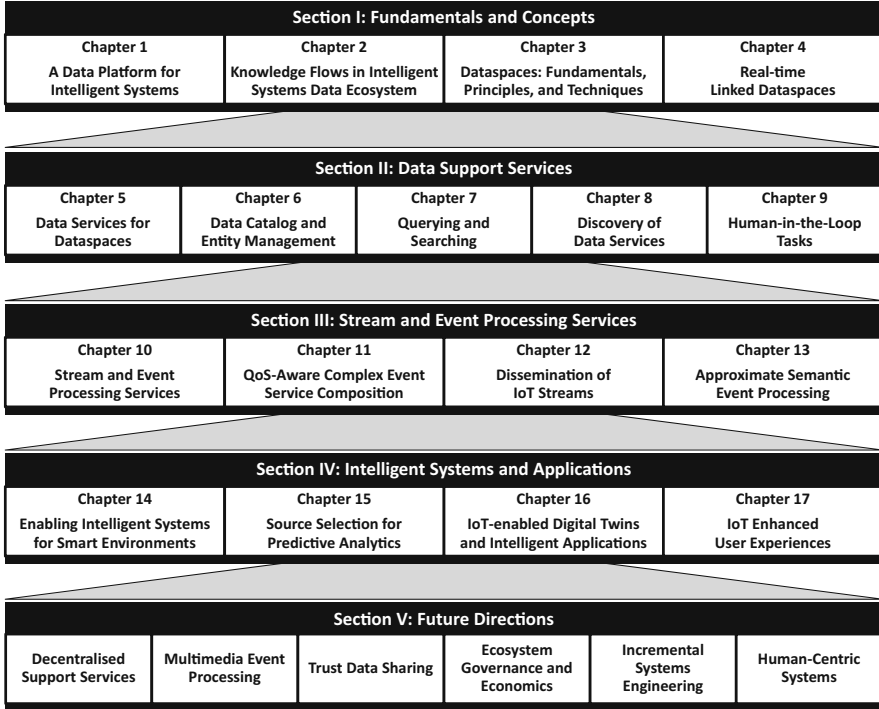 Section I: Fundamentals and Concepts
Chapter 1
A Data Platform for
Intelligent Systems
Chapter 2
Knowledge Flows in Intelligent
Systems Data Ecosystem
Chapter 3
Dataspaces: Fundamentals,
Principles, and Techniques
Chapter 4
Real-time
Linked Dataspaces
Section II: Data Support Services
Chapter 5
Data Services for
Dataspaces
Chapter 6
Data Catalog and
Entity Management
Chapter 7
Querying and
Searching
Chapter 8
Discovery of
Data Services
Chapter 9
Human-in-the-Loop
Tasks
Section III: Stream and Event Processing Services
Chapter 10
Stream and Event
Processing Services
Chapter 11
QoS-Aware Complex Event
Service Composition
Chapter 12
Dissemination of
IoT Streams
Chapter 13
Approximate Semantic
Event Processing
Section IV: Intelligent Systems and Applications
Chapter 14
Enabling Intelligent Systems
for Smart Environments
Chapter 15
Source Selection for
Predictive Analytics
Chapter 16
IoT-enabled Digital Twins
and Intelligent Applications
Chapter 17
IoT Enhanced
User Experiences
Section V: Future Directions
Decentralised
Support Services
Multimedia Event
Processing
Trust Data Sharing
Ecosystem
Governance and
Economics
Incremental
Systems
Engineering
Human-Centric
Systems